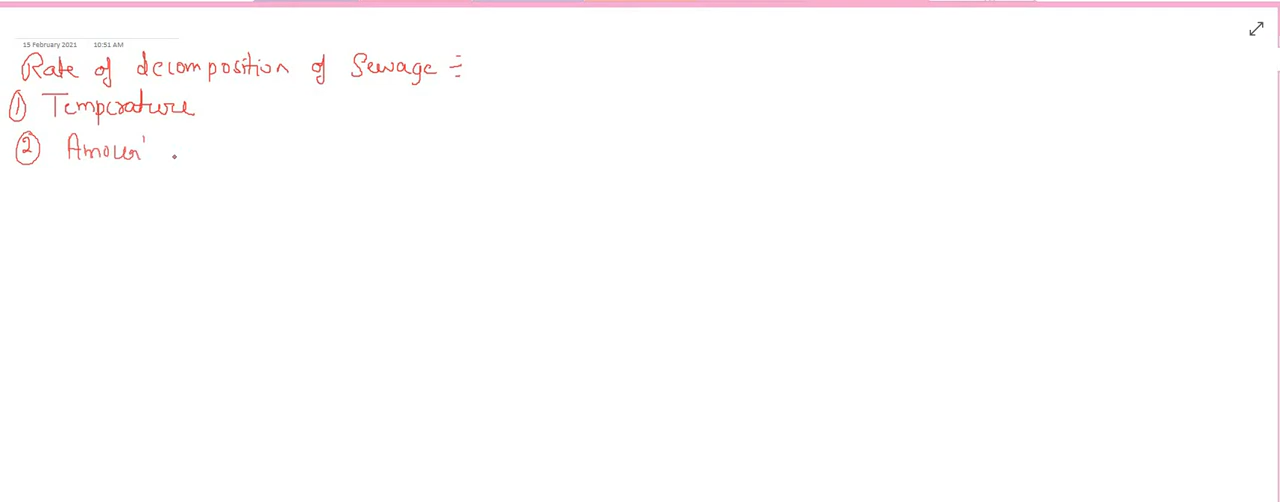 15 February 2021 10:51 AM
Rate of decomposition of Sewage :-
① Temperature
② Amoun